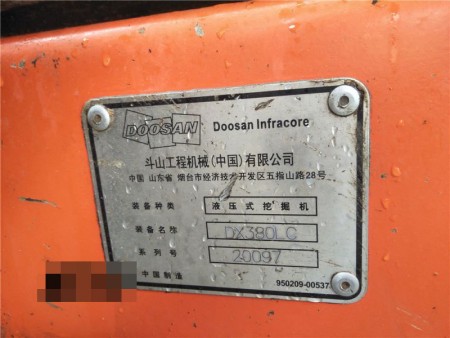 DOOSAN Doosan Infracore
斗山工程机械(中国)有限公司
中国 山东省 烟台市经济技术开发区五指山路28号
装备种类 液压式挖掘机
装备名称 DX380LC
系列号 20097
中国制造 950209-00537